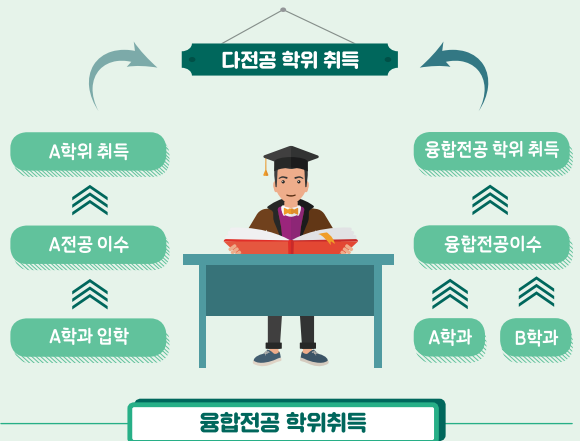 다전공 학위 취득
A학위 취득
A전공 이수
A학과 입학
융합전공 학위 취득
융합전공이수
A학과
B학과
융합전공 학위취득